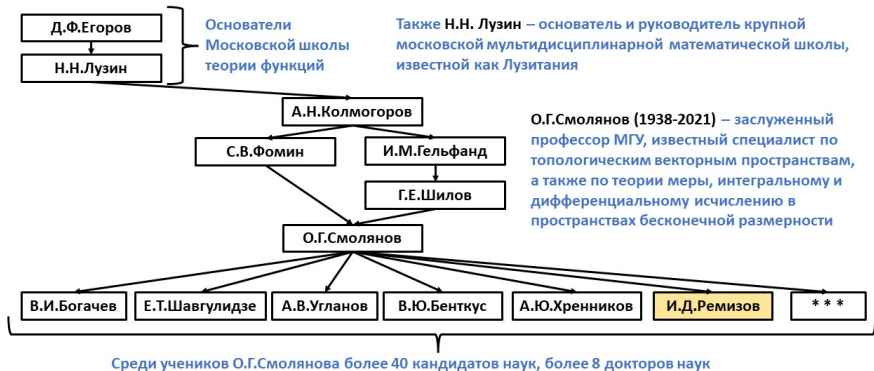 Д.Ф.Егоров
Н.Н.Лузин
Основатели
Московской школы
теории функций
Также Н.Н. Лузин – основатель и руководитель крупной
московской мультидисциплинарной математической школы,
известной как Лузитания
А.Н.Колмогоров
С.В.Фомин
И.М.Гельфанд
Г.Е.Шилов
О.Г.Смолянов
О.Г.Смолянов (1938-2021) – заслуженный
профессор МГУ, известный специалист по
топологическим векторным пространствам,
а также по теории меры, интегральному и
дифференциальному исчислению в
пространствах бесконечной размерности
В.И.Богачев
Е.Т.Шавгулидзе
А.В.Угланов
В.Ю.Бенткус
А.Ю.Хренников
И.Д.Ремизов
* * *
Среди учеников О.Г.Смолянова более 40 кандидатов наук, более 8 докторов наук